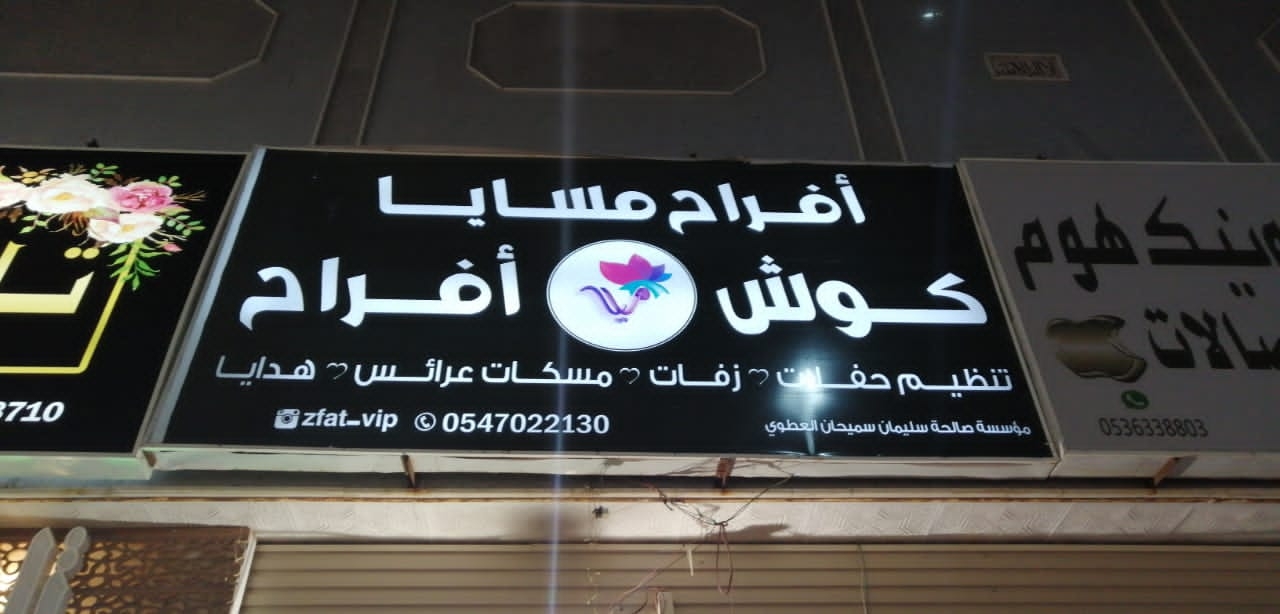 أفراح مسايا
كوش أفراح
تنظيم حفلات ♡ زفات ♡ مسكات عرائس ♡ هدايا
مؤسسة صالحة سليمان سميحان العطوي
0547022130 zfat_vip
هوم
0536338803
3710